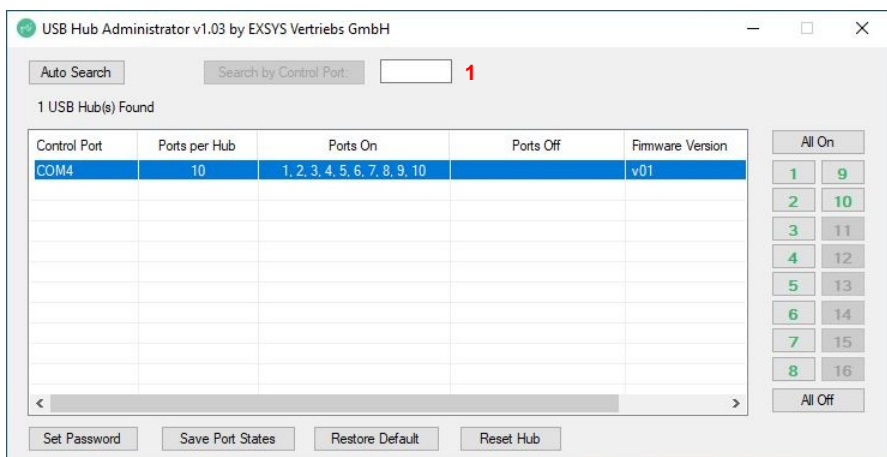 USB Hub Administrator v1.03 by EXSYS Vertriebs GmbH
Auto Search Search by Control Port: 1
1 USB Hub(s) Found
Control Port Ports per Hub Ports On Ports Off Firmware Version All On
COM4 10 1, 2, 3, 4, 5, 6, 7, 8, 9, 10 v01
1 9
2 10
3 11
4 12
5 13
6 14
7 15
8 16
All Off
Set Password Save Port States Restore Default Reset Hub